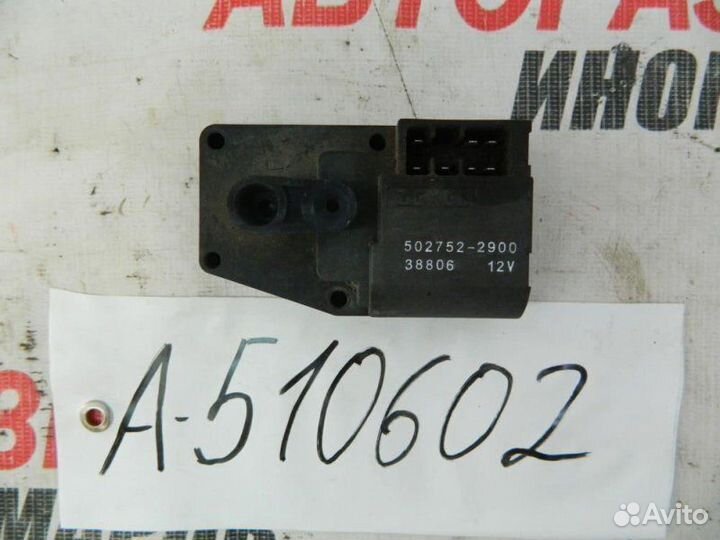 АВТОРАЗ
ИНОМ
502752-2900
38806 12V
A-510602
Avito